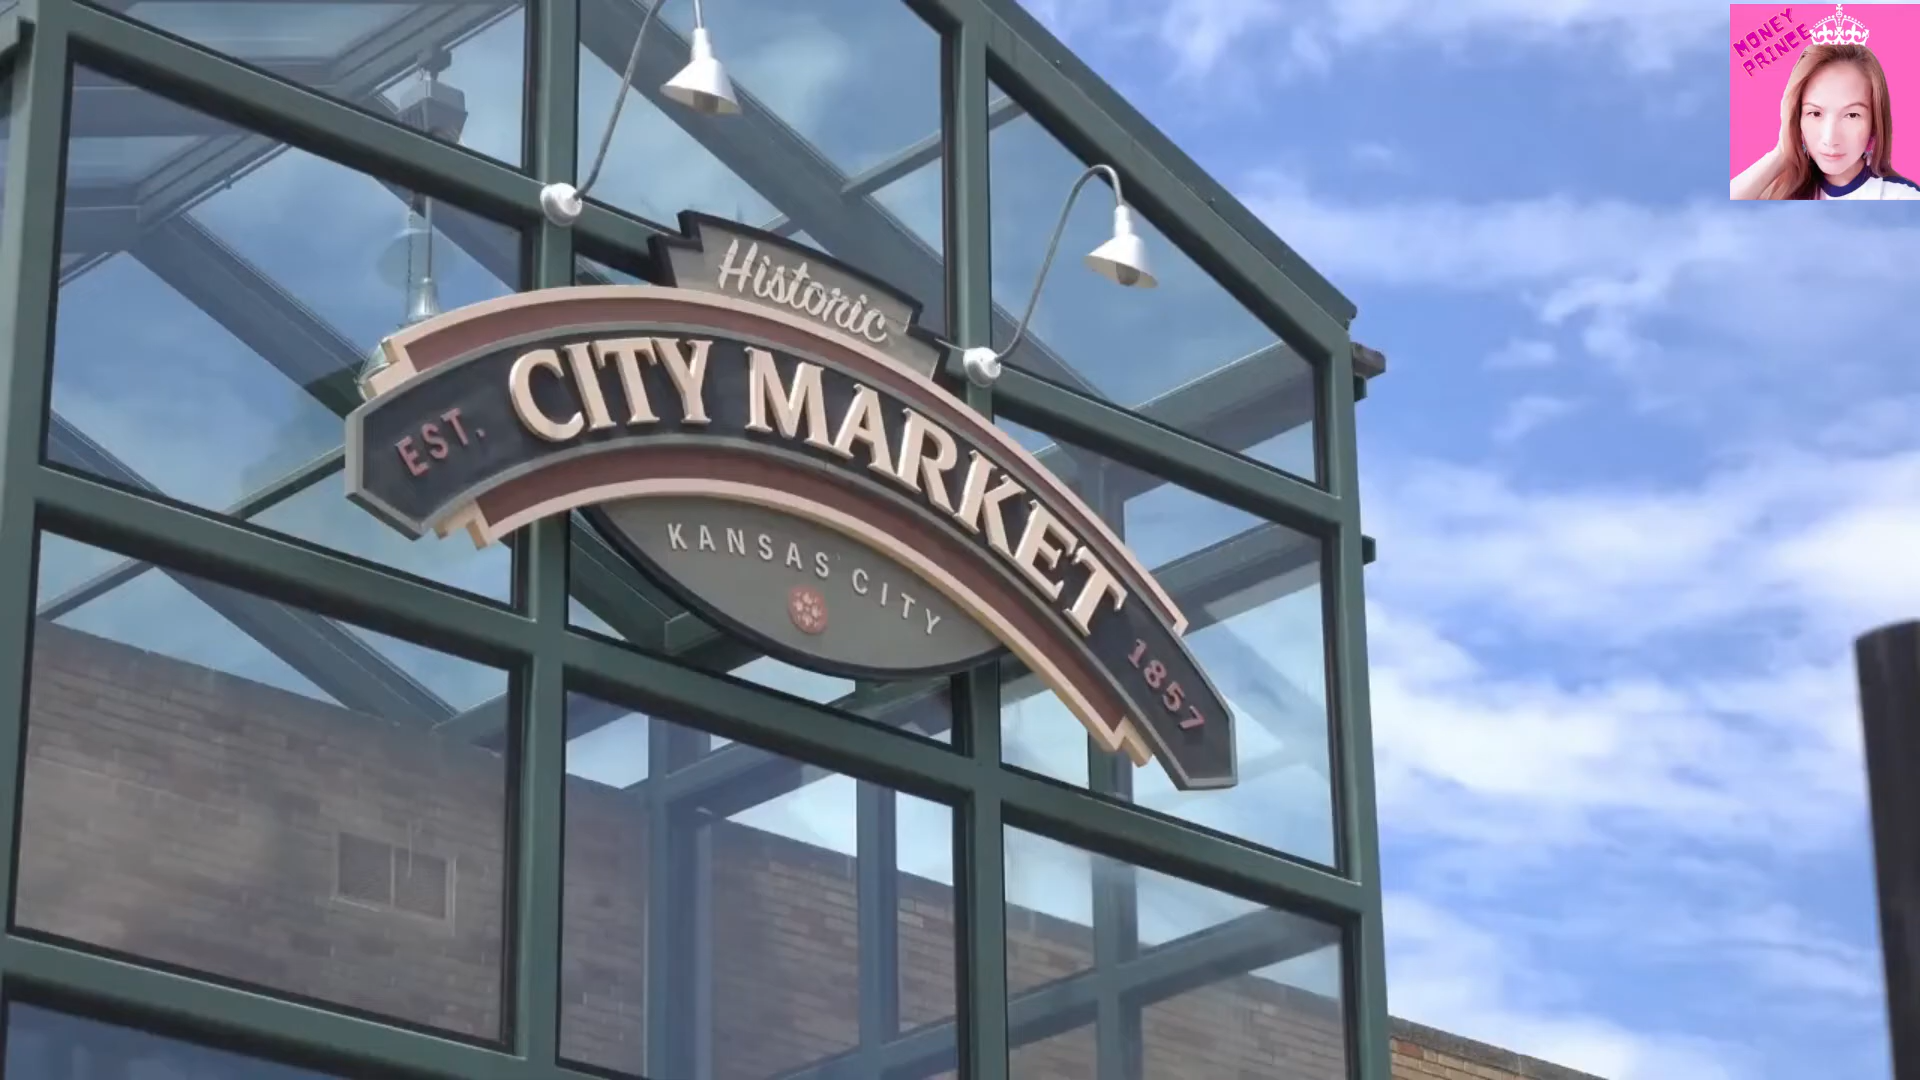 MONEY
PRINCE
Historic
EST. CITY MARKET 1857
KANSAS CITY